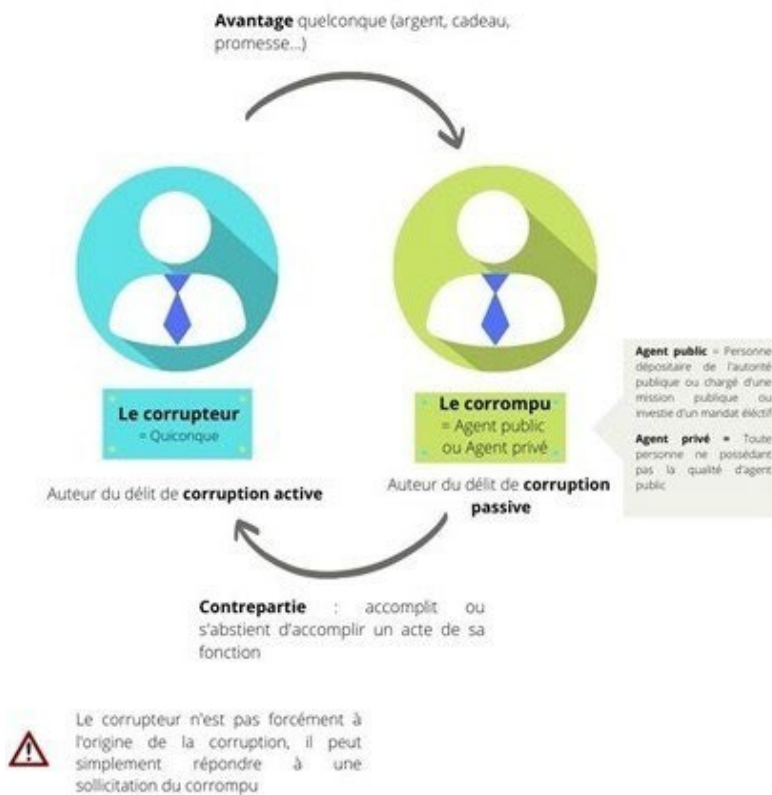 Avantage quelconque (argent, cadeau,
promesse...)
Le corrupteur
= Quiconque
Auteur du délit de corruption active
Le corrompu
= Agent public
ou Agent privé
Auteur du délit de corruption
passive
Agent public = Personne
dépositaire de l'autorité
publique ou chargé d'une
mission publique ou
investie d'un mandat éléctif
Agent privé = Toute
personne ne possédant
pas la qualité d'agent
public
Contrepartie : accomplit ou
s'abstient d'accomplir un acte de sa
fonction
Le corrupteur n'est pas forcément à
l'origine de la corruption, il peut
simplement répondre à une
sollicitation du corrompu